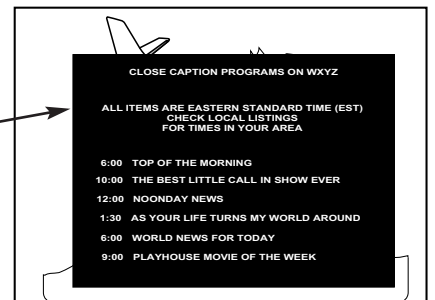 CLOSE CAPTION PROGRAMS ON WXYZ
ALL ITEMS ARE EASTERN STANDARD TIME (EST)
CHECK LOCAL LISTINGS
FOR TIMES IN YOUR AREA
6:00 TOP OF THE MORNING
10:00 THE BEST LITTLE CALL IN SHOW EVER
12:00 NOONDAY NEWS
1:30 AS YOUR LIFE TURNS MY WORLD AROUND
6:00 WORLD NEWS FOR TODAY
9:00 PLAYHOUSE MOVIE OF THE WEEK